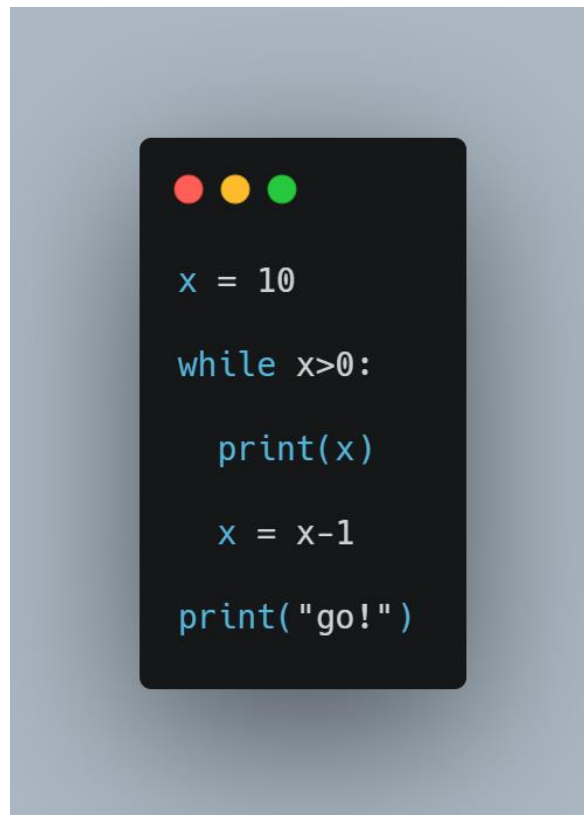 x = 10
while x>0:
  print(x)
  x = x-1
print("go!")